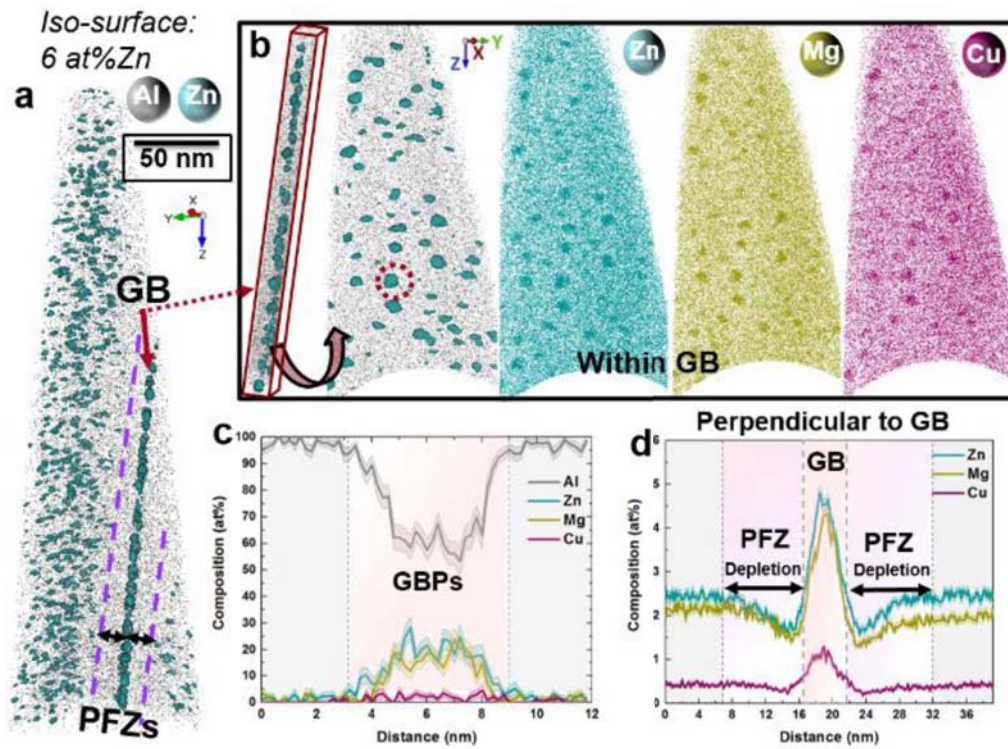 Iso-surface:
6 at%Zn
a
Al Zn
50 nm
X
Y
Z
GB
PFZs
b
Y
X
Z
Zn
Mg
Cu
Within GB
c
100
90
80
70
60
50
40
30
20
10
0
Composition (at%)
Al
Zn
Mg
Cu
GBPs
0 2 4 6 8 10 12
Distance (nm)
Perpendicular to GB
d
6
5
4
3
2
1
0
Composition (at%)
GB
Zn
Mg
Cu
PFZ
Depletion
PFZ
Depletion
0 4 8 12 16 20 24 28 32 36
Distance (nm)